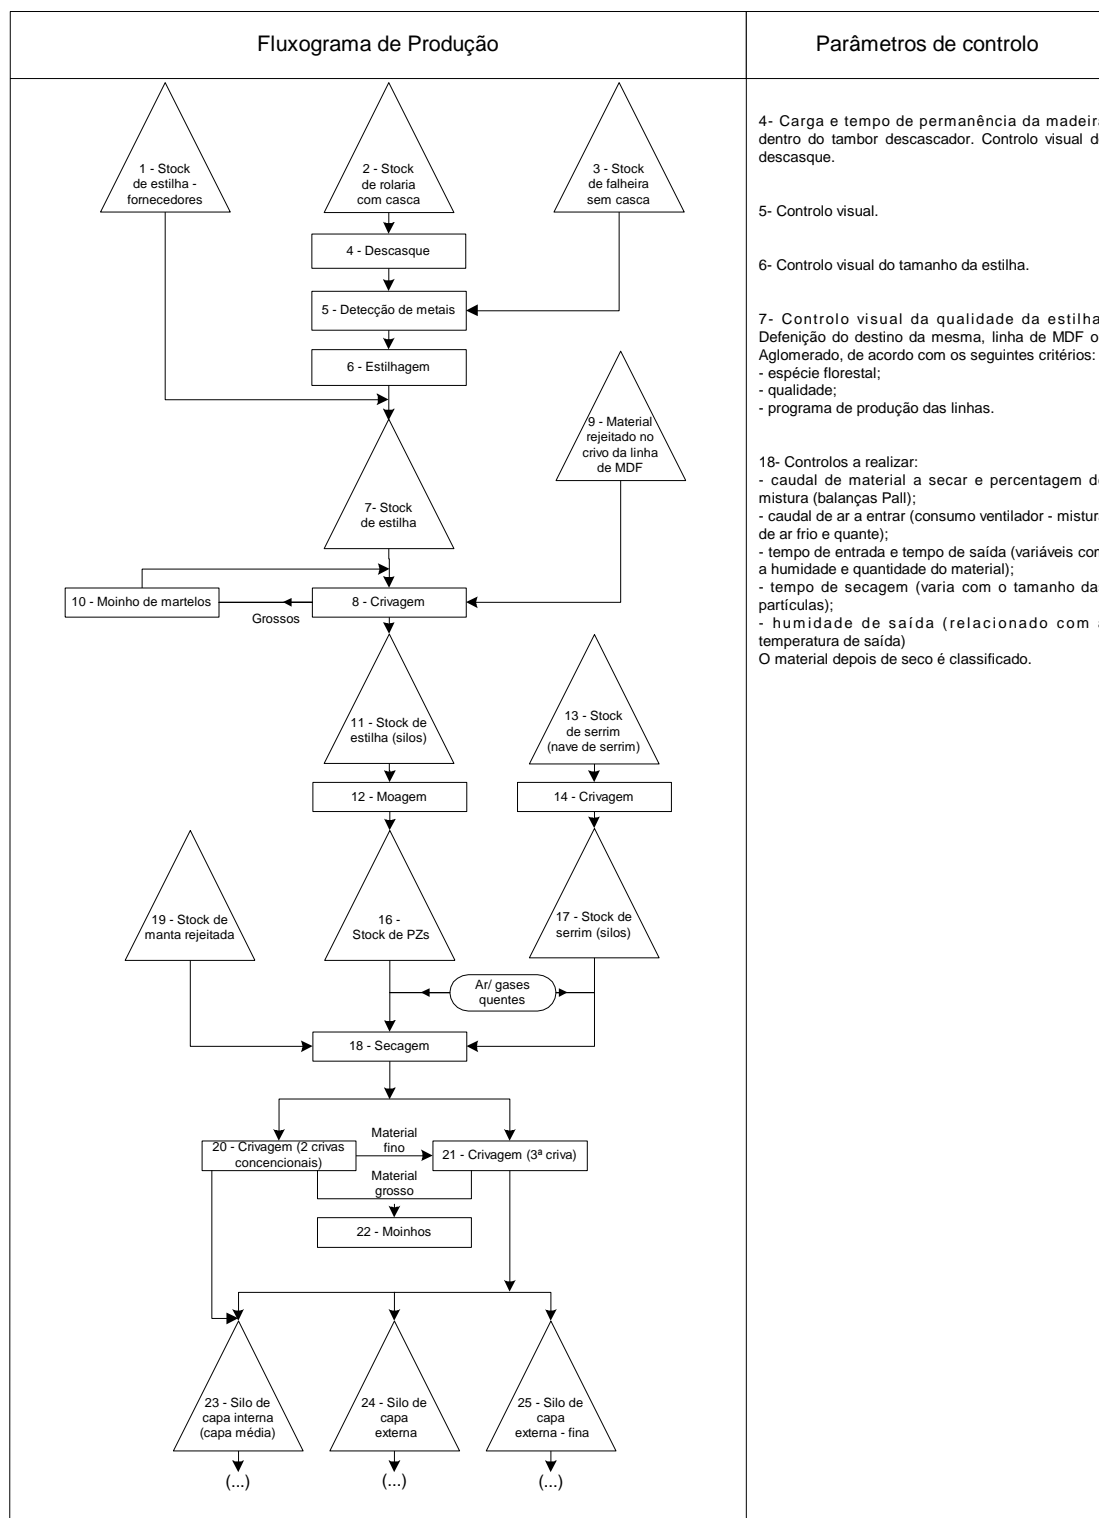 Fluxograma de Produção
Parâmetros de controlo
1 - Stock
de estilha -
fornecedores
2 - Stock
de rolaria
com casca
3 - Stock
de falheira
sem casca
4 - Descasque
5 - Detecção de metais
6 - Estilhagem
9 - Material
rejeitado no
crivo da linha
de MDF
7- Stock
de estilha
10 - Moinho de martelos
Grossos
8 - Crivagem
11 - Stock de
estilha (silos)
13 - Stock
de serrim
(nave de serrim)
12 - Moagem
14 - Crivagem
19 - Stock de
manta rejeitada
16 -
Stock de PZs
17 - Stock de
serrim (silos)
Ar/ gases
quentes
18 - Secagem
20 - Crivagem (2 crivas
concencionais)
Material
fino
21 - Crivagem (3ª criva)
Material
grosso
22 - Moinhos
23 - Silo de
capa interna
(capa média)
24 - Silo de
capa
externa
25 - Silo de
capa
externa - fina
(...)
(...)
(...)
4- Carga e tempo de permanência da madeira
dentro do tambor descascador. Controlo visual
descasque.
5- Controlo visual.
6- Controlo visual do tamanho da estilha.
7- Controlo visual da qualidade da estilha
Defenição do destino da mesma, linha de MDF
Aglomerado, de acordo com os seguintes critérios:
- espécie florestal;
- qualidade;
- programa de produção das linhas.
18- Controlos a realizar:
- caudal de material a secar e percentagem
mistura (balanças Pall);
- caudal de ar a entrar (consumo ventilador - mistura
de ar frio e quante);
- tempo de entrada e tempo de saída (variáveis
a humidade e quantidade do material);
- tempo de secagem (varia com o tamanho das
partículas);
- humidade de saída (relacionado com
temperatura de saída)
O material depois de seco é classificado.